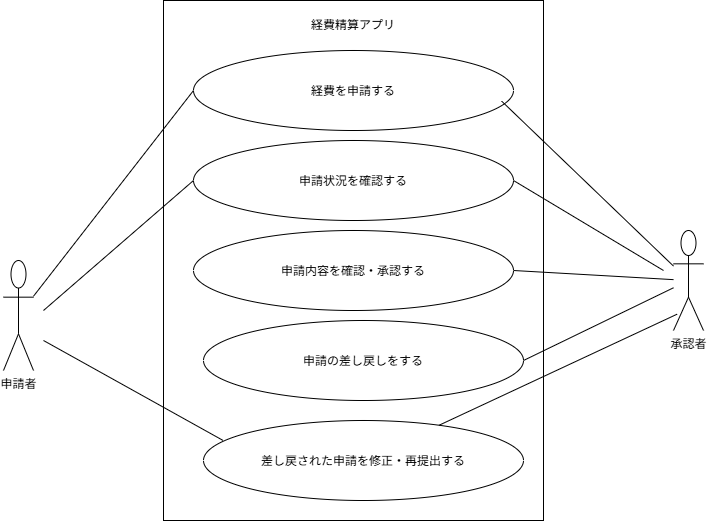 経費精算アプリ
経費を申請する
申請状況を確認する
申請内容を確認・承認する
申請の差し戻しをする
差し戻された申請を修正・再提出する
申請者
承認者